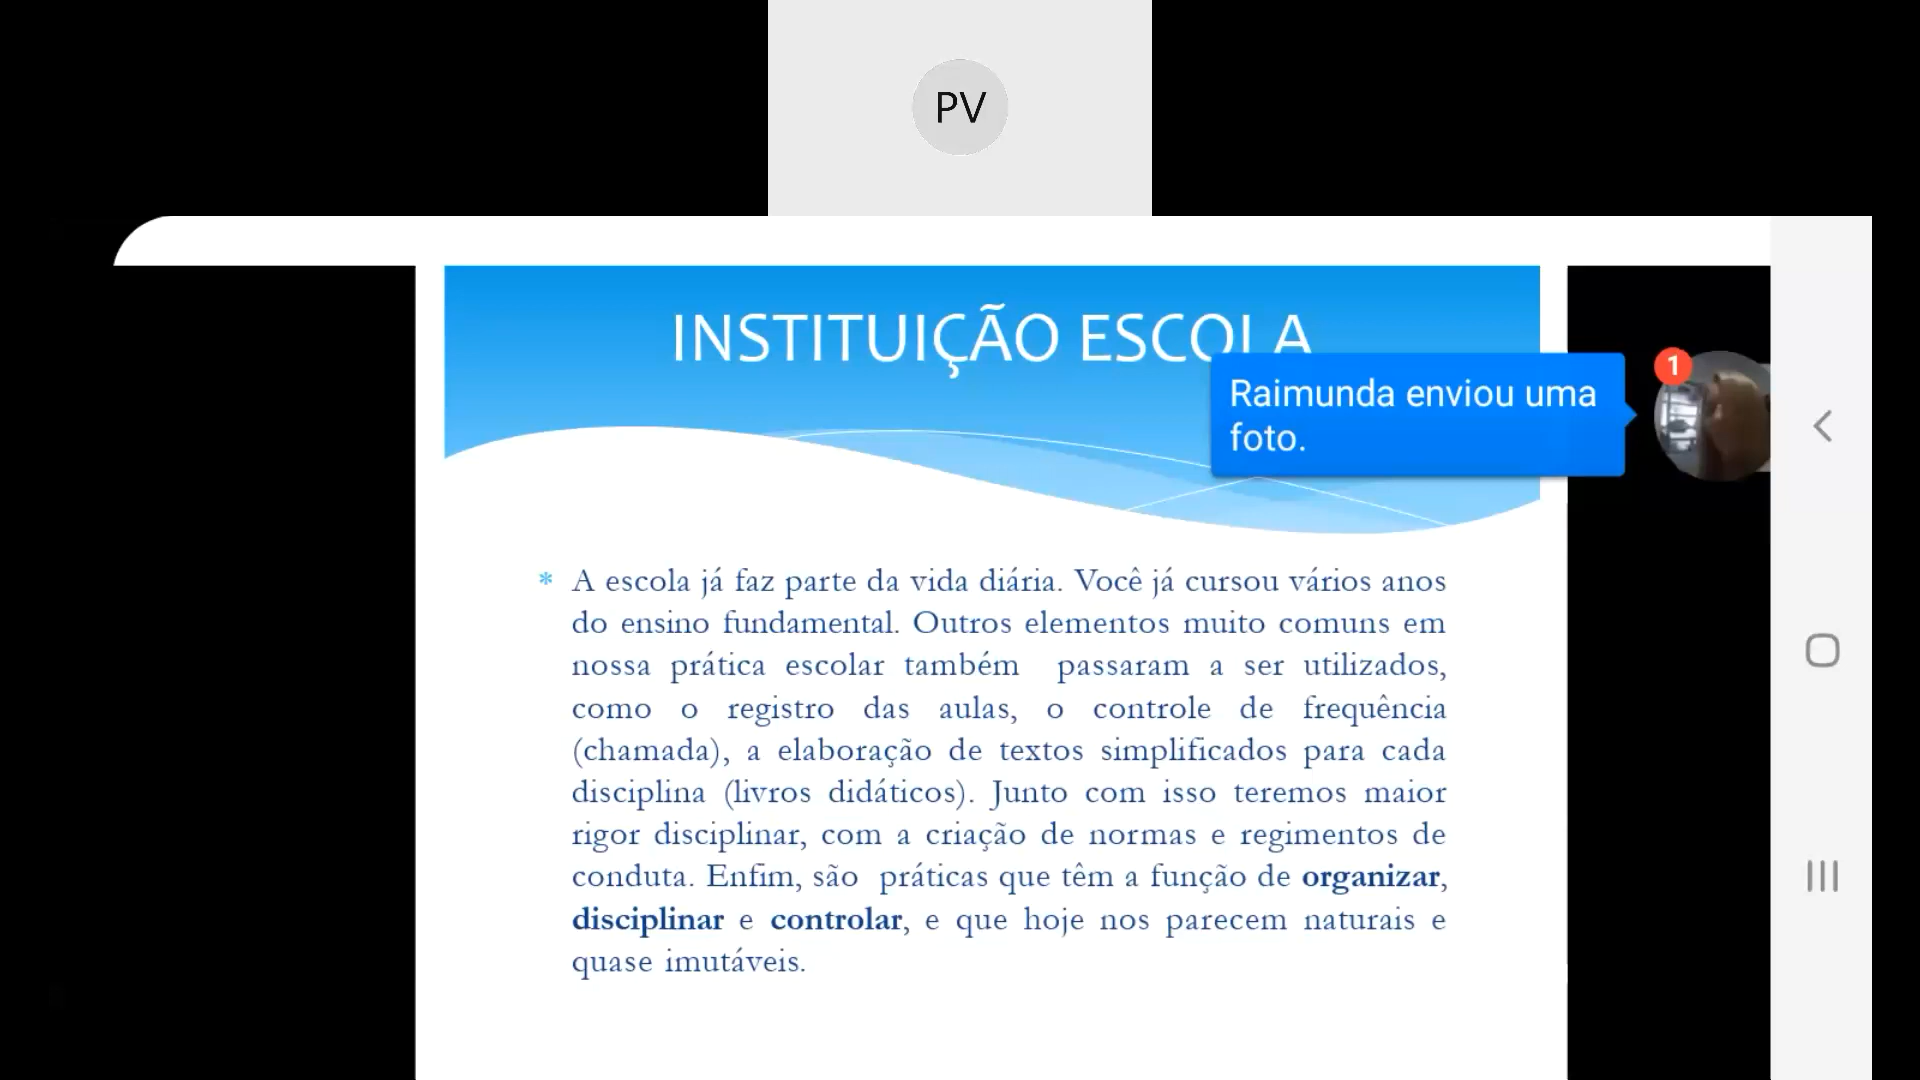 PV
INSTITUIÇÃO ESCOLA
1
Raimunda enviou uma
foto.
* A escola já faz parte da vida diária. Você já cursou vários anos
do ensino fundamental. Outros elementos muito comuns em
nossa prática escolar também passaram a ser utilizados,
como o registro das aulas, o controle de frequência
(chamada), a elaboração de textos simplificados para cada
disciplina (livros didáticos). Junto com isso teremos maior
rigor disciplinar, com a criação de normas e regimentos de
conduta. Enfim, são práticas que têm a função de organizar,
disciplinar e controlar, e que hoje nos parecem naturais e
quase imutáveis.